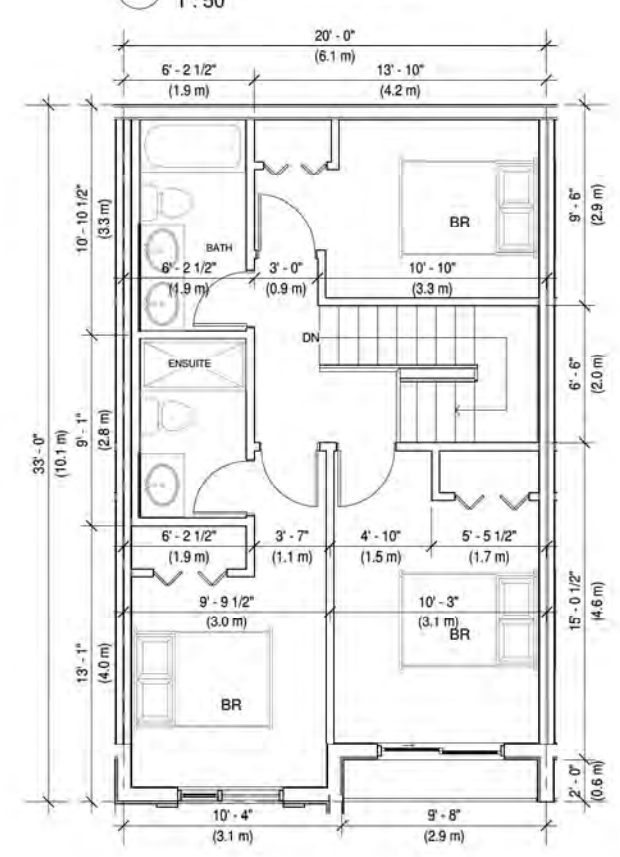 1 : 50
20' - 0"
(6.1 m)
6' - 2 1/2"
(1.9 m)
13' - 10"
(4.2 m)
33' - 0"
(10.1 m)
10' - 10 1/2"
(3.3 m)
9' - 1"
(2.8 m)
13' - 1"
(4.0 m)
BATH
6' - 2 1/2"
(1.9 m)
3' - 0"
(0.9 m)
BR
10' - 10"
(3.3 m)
DN
ENSUITE
6' - 2 1/2"
(1.9 m)
3' - 7"
(1.1 m)
4' - 10"
(1.5 m)
5' - 5 1/2"
(1.7 m)
9' - 9 1/2"
(3.0 m)
10' - 3"
(3.1 m)
BR
BR
9' - 6"
(2.9 m)
6' - 6"
(2.0 m)
15' - 0 1/2"
(4.6 m)
2' - 0"
(0.6 m)
10' - 4"
(3.1 m)
9' - 8"
(2.9 m)